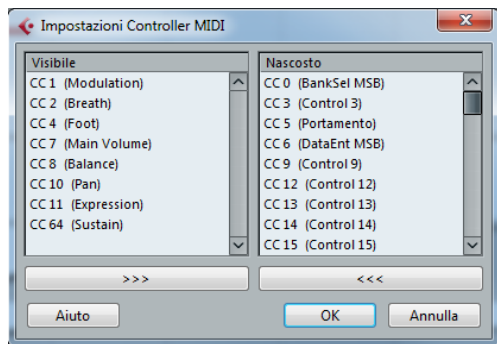 Impostazioni Controller MIDI
Visibile
CC 1 (Modulation)
CC 2 (Breath)
CC 4 (Foot)
CC 7 (Main Volume)
CC 8 (Balance)
CC 10 (Pan)
CC 11 (Expression)
CC 64 (Sustain)
>>>
Nascosto
CC 0 (BankSel MSB)
CC 3 (Control 3)
CC 5 (Portamento)
CC 6 (DataEnt MSB)
CC 9 (Control 9)
CC 12 (Control 12)
CC 13 (Control 13)
CC 14 (Control 14)
CC 15 (Control 15)
<<<
Aiuto
OK
Annulla